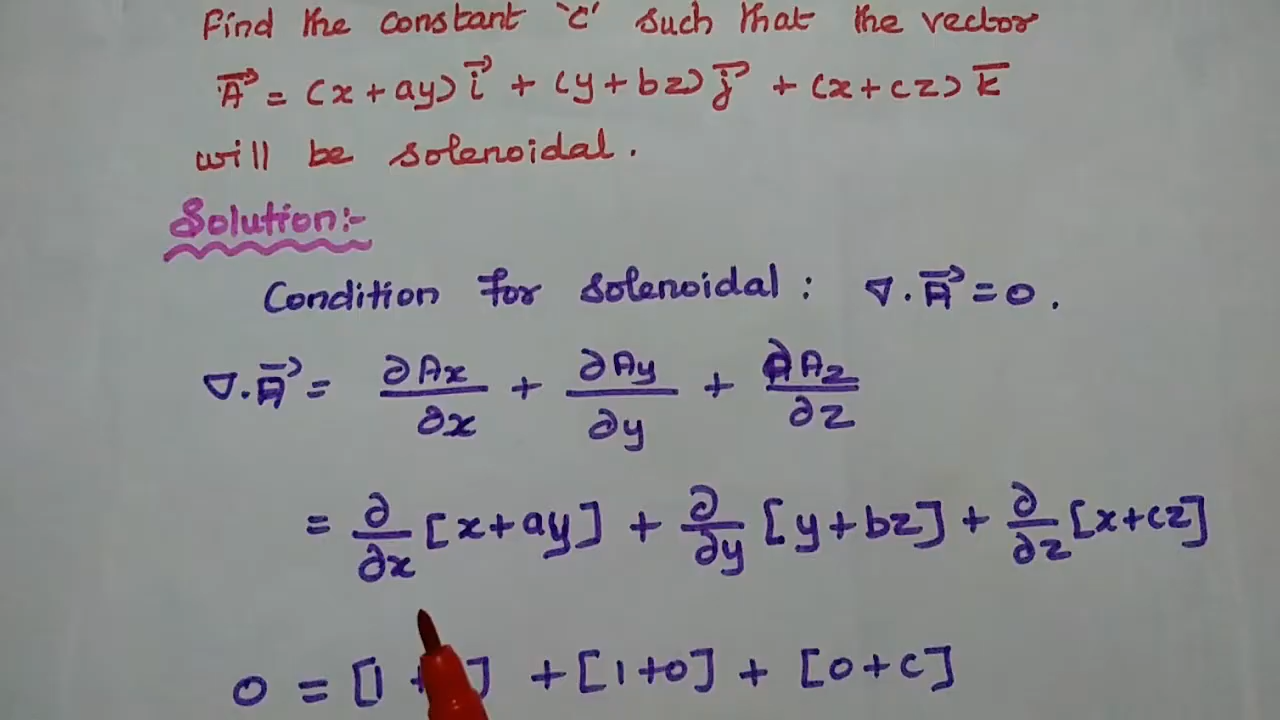 Find the constant 'c' such that the vector
A⃗ = (x + ay) i⃗ + (y + bz) j⃗ + (x + cz) k̅
will be solenoidal.
Solution:-
Condition for solenoidal : ∇. A⃗ = 0.
∇. A⃗ = ∂Ax/∂x + ∂Ay/∂y + ∂Az/∂z
= ∂/∂x [x+ay] + ∂/∂y [y+bz] + ∂/∂z [x+cz]
0 = [1 + ] + [1+0] + [0+c]